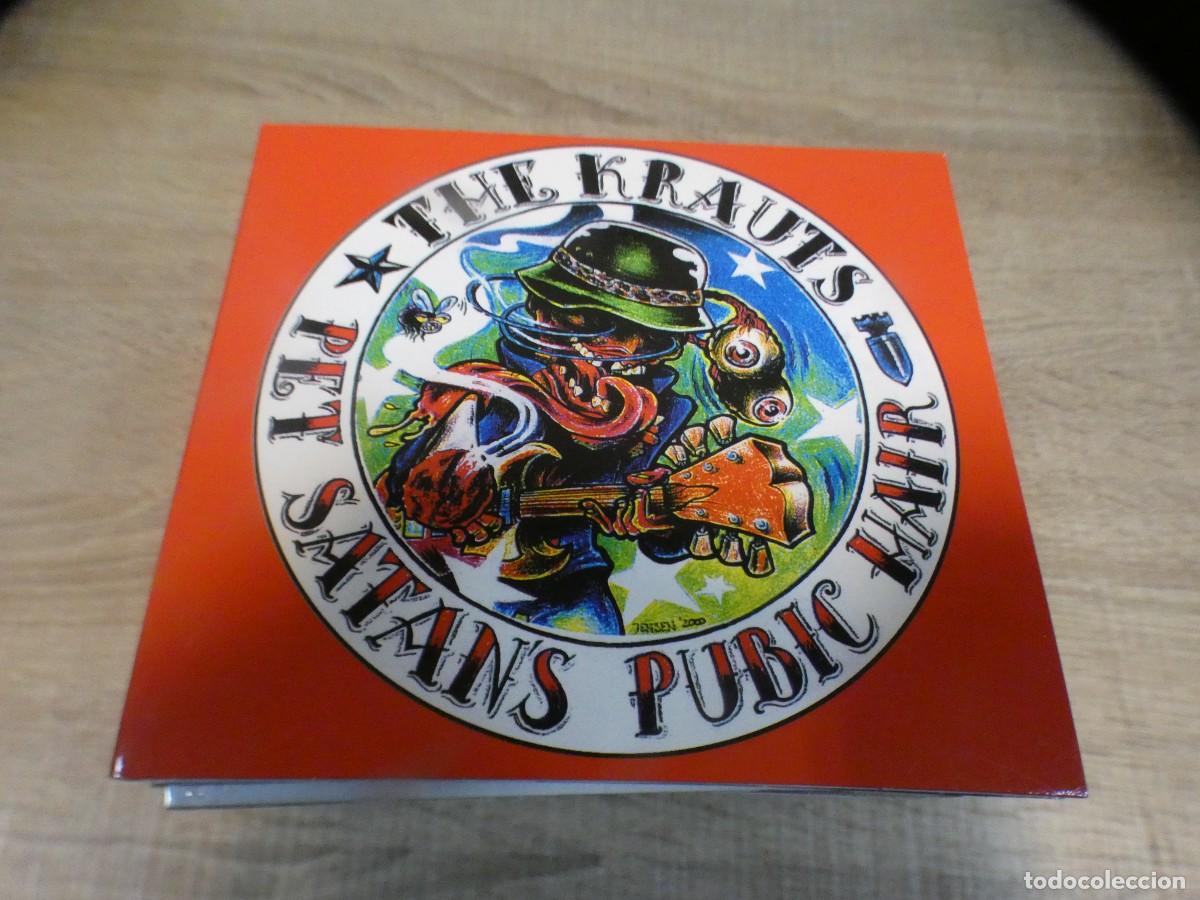 THE KRAUTS
PET SATAN'S PUBIC HAIR
JENSEN '2000
todocoleccion